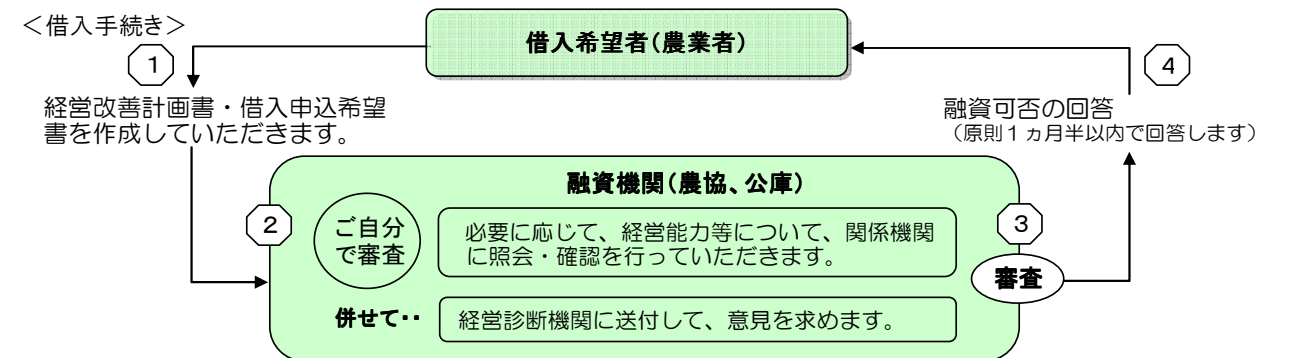 ＜借入手続き＞
借入希望者（農業者）
1
4
経営改善計画書・借入申込希望
書を作成していただきます。
融資可否の回答
（原則１ヵ月半以内で回答します）
融資機関（農協、公庫）
2
ご自分
で審査
必要に応じて、経営能力等について、関係機関
に照会・確認を行っていただきます。
3
審査
併せて‥
経営診断機関に送付して、意見を求めます。